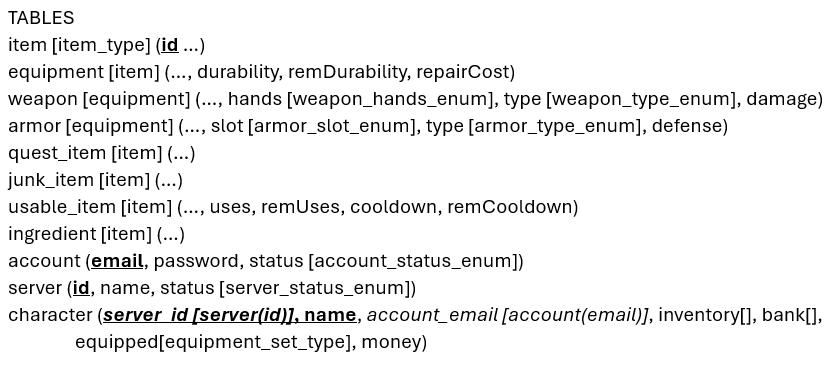 TABLES
item [item_type] (id ...)
equipment [item] (..., durability, remDurability, repairCost)
weapon [equipment] (..., hands [weapon_hands_enum], type [weapon_type_enum], damage)
armor [equipment] (..., slot [armor_slot_enum], type [armor_type_enum], defense)
quest_item [item] (...)
junk_item [item] (...)
usable_item [item] (..., uses, remUses, cooldown, remCooldown)
ingredient [item] (...)
account (email, password, status [account_status_enum])
server (id, name, status [server_status_enum])
character (server_id [server(id)], name, account_email [account(email)], inventory[], bank[],
equipped[equipment_set_type], money)